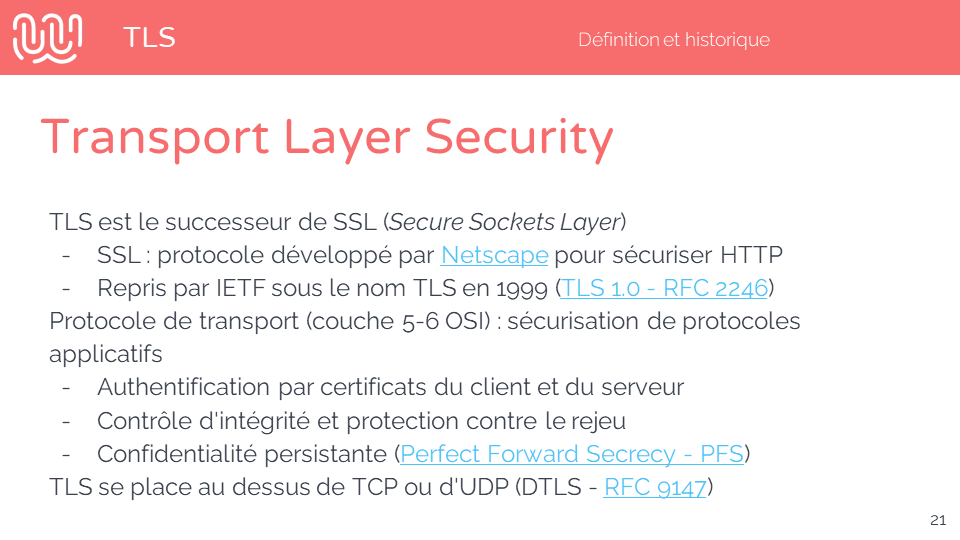 TLS
Définition et historique
Transport Layer Security
TLS est le successeur de SSL (Secure Sockets Layer)
- SSL : protocole développé par Netscape pour sécuriser HTTP
- Repris par IETF sous le nom TLS en 1999 (TLS 1.0 - RFC 2246)
Protocole de transport (couche 5-6 OSI) : sécurisation de protocoles
applicatifs
- Authentification par certificats du client et du serveur
- Contrôle d'intégrité et protection contre le rejeu
- Confidentialité persistante (Perfect Forward Secrecy - PFS)
TLS se place au dessus de TCP ou d'UDP (DTLS - RFC 9147)
21